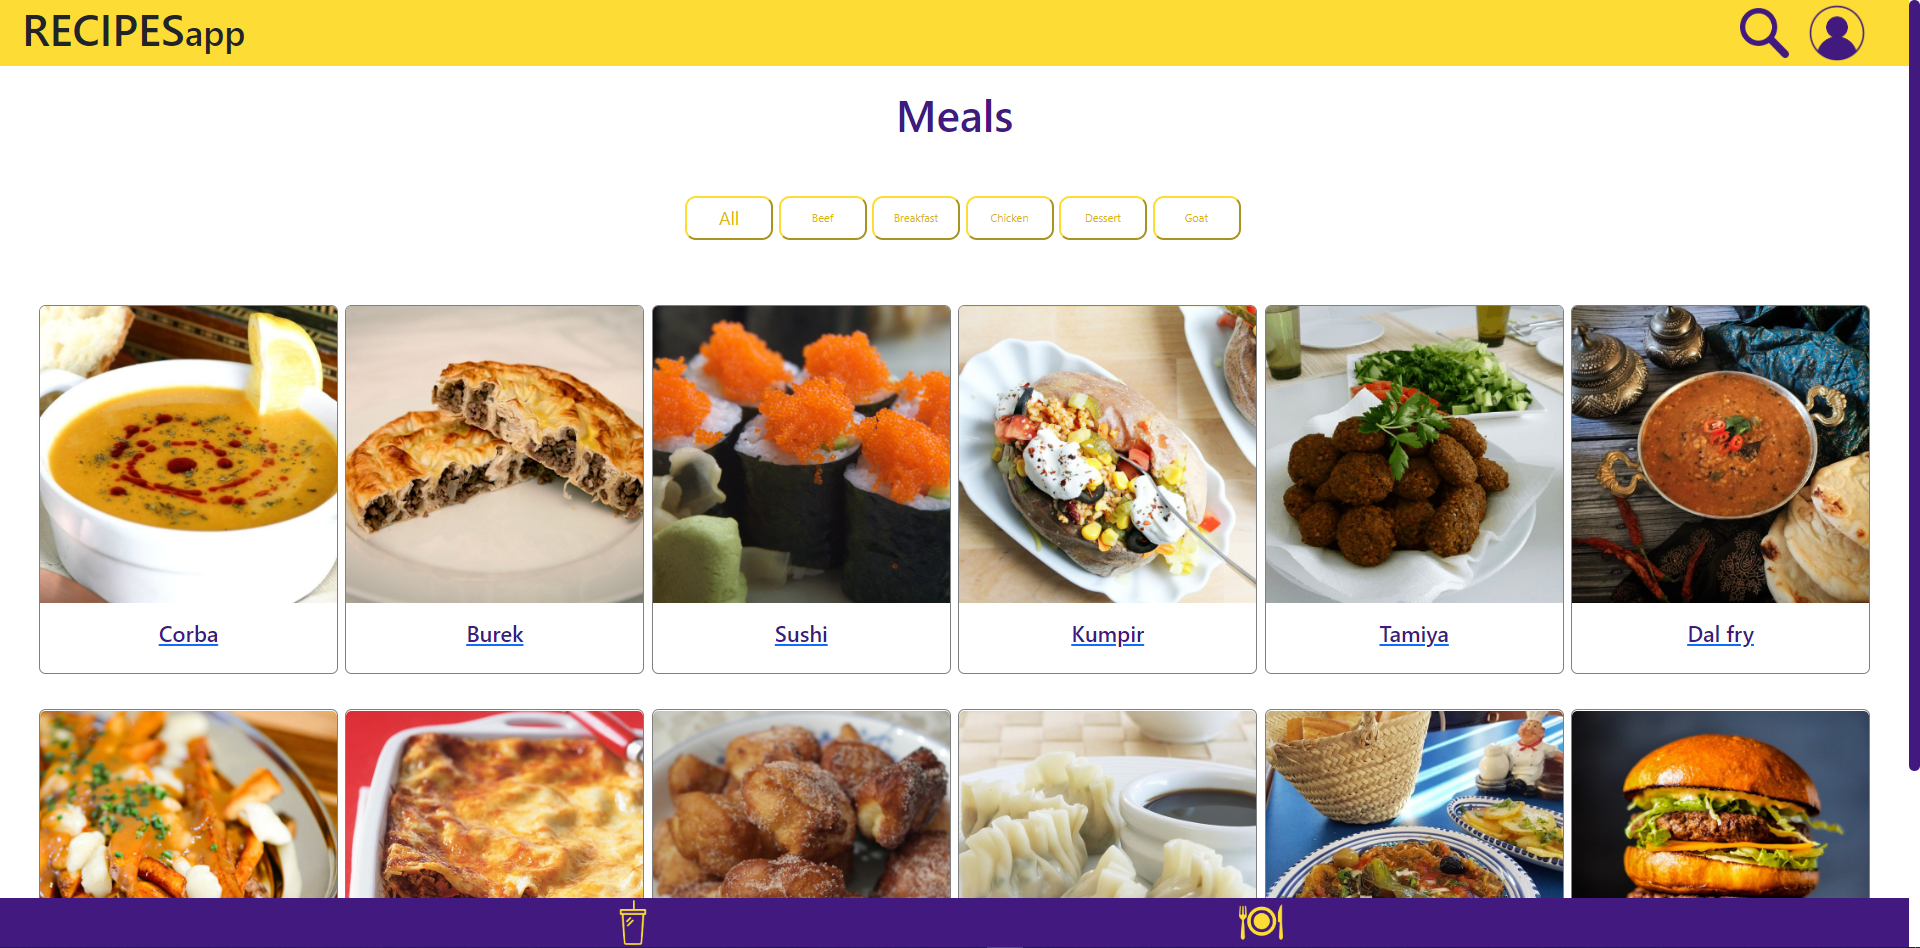 RECIPESapp
Meals
All
Beef
Breakfast
Chicken
Dessert
Goat
Corba
Burek
Sushi
Kumpir
Tamiya
Dal fry